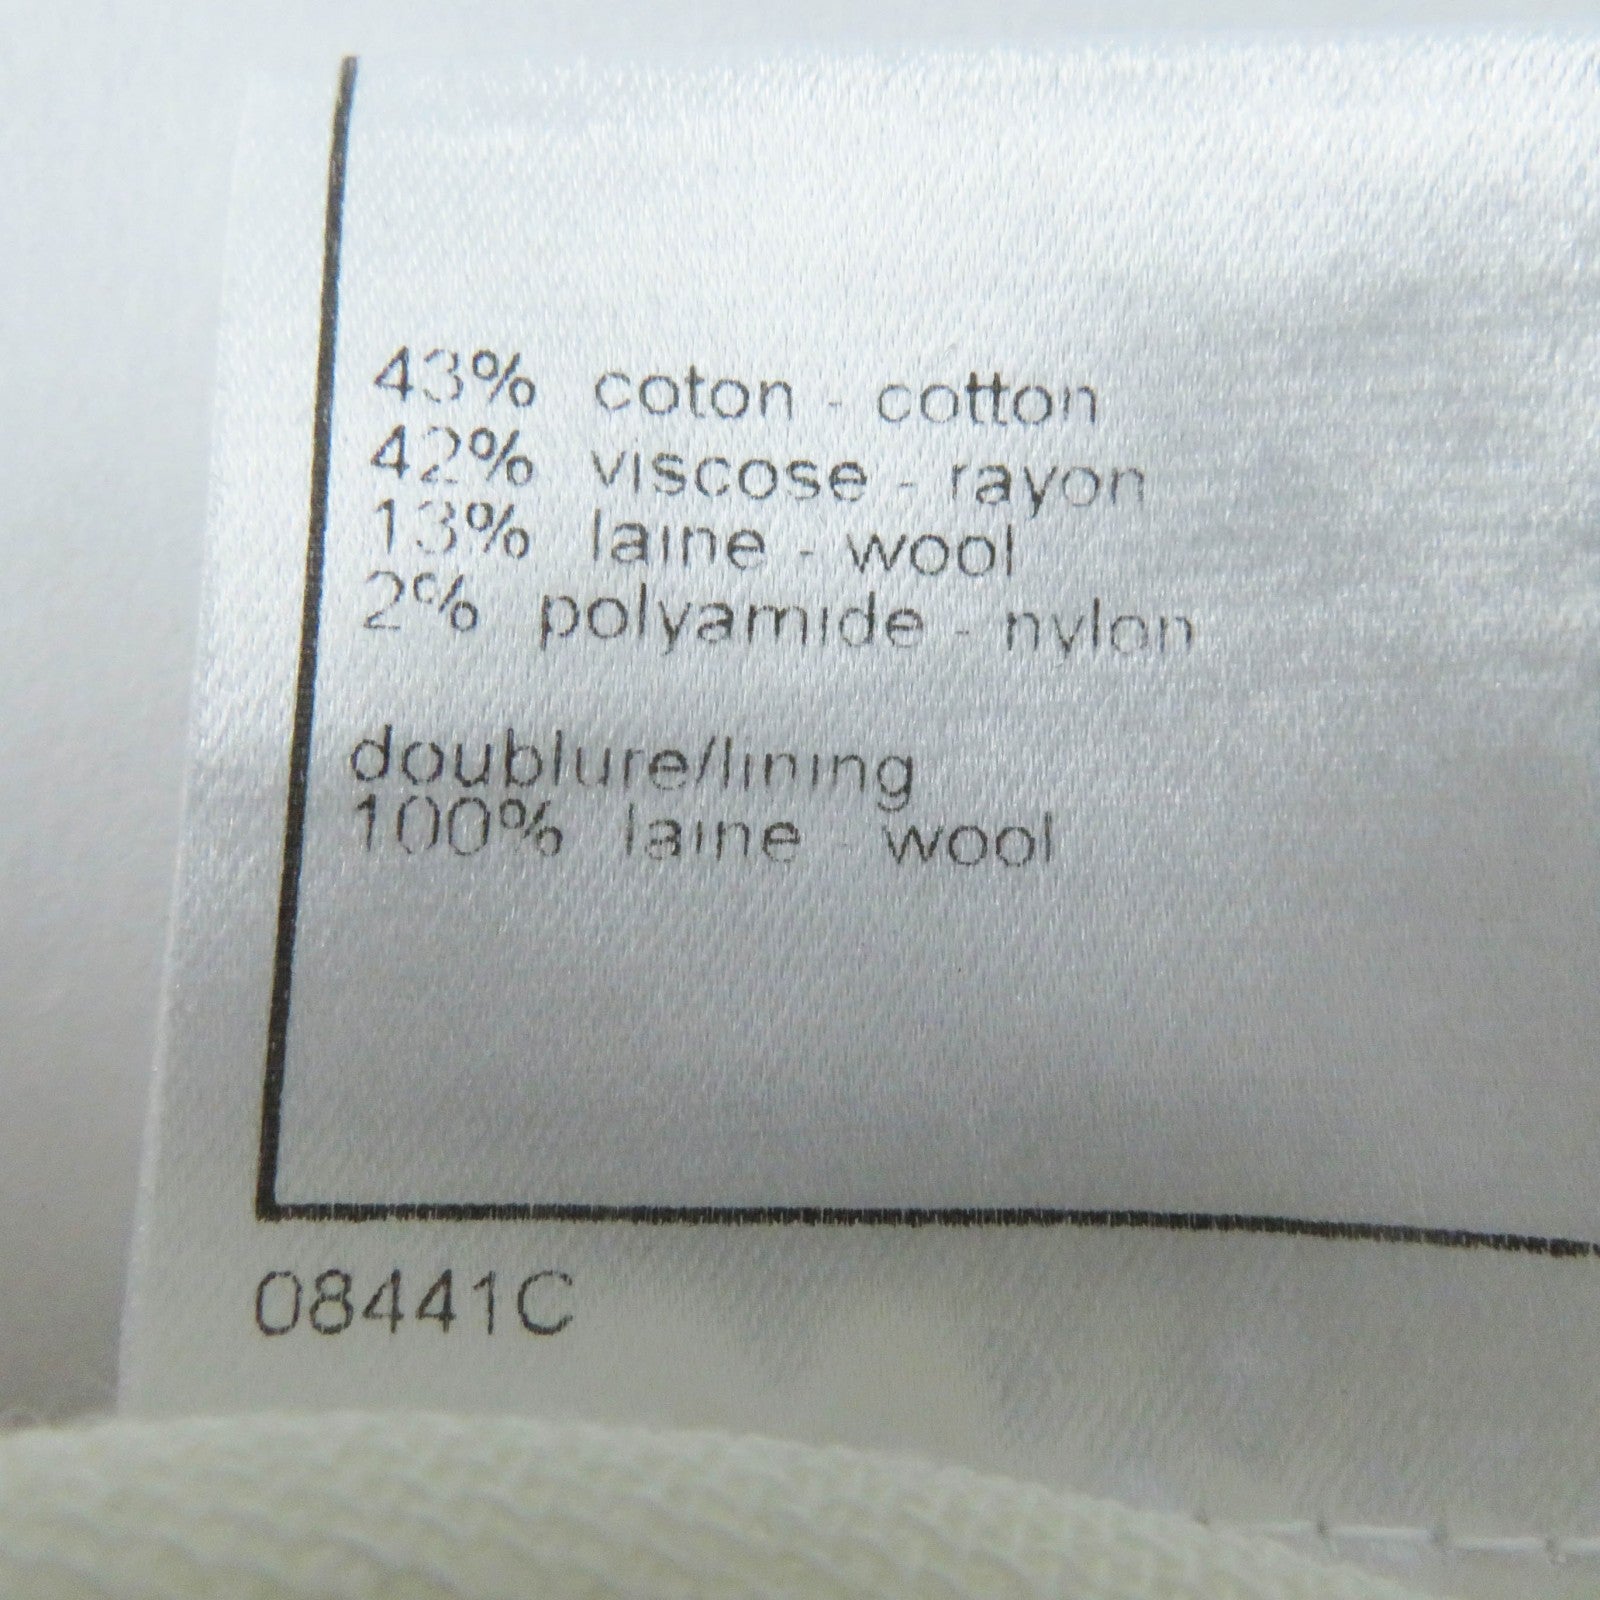 43% coton - cotton
42% viscose - rayon
13% laine - wool
2% polyamide - nylon
doublure/lining
100% laine - wool
08441C